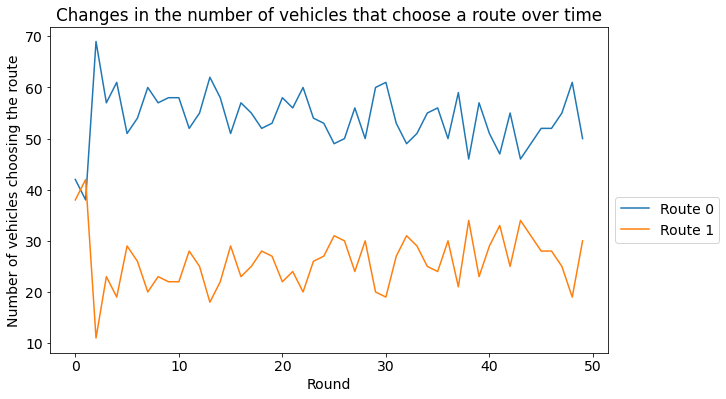 Changes in the number of vehicles that choose a route over time
Number of vehicles choosing the route
70
60
50
40
30
20
10
0
10
20
30
40
50
Round
Route 0
Route 1